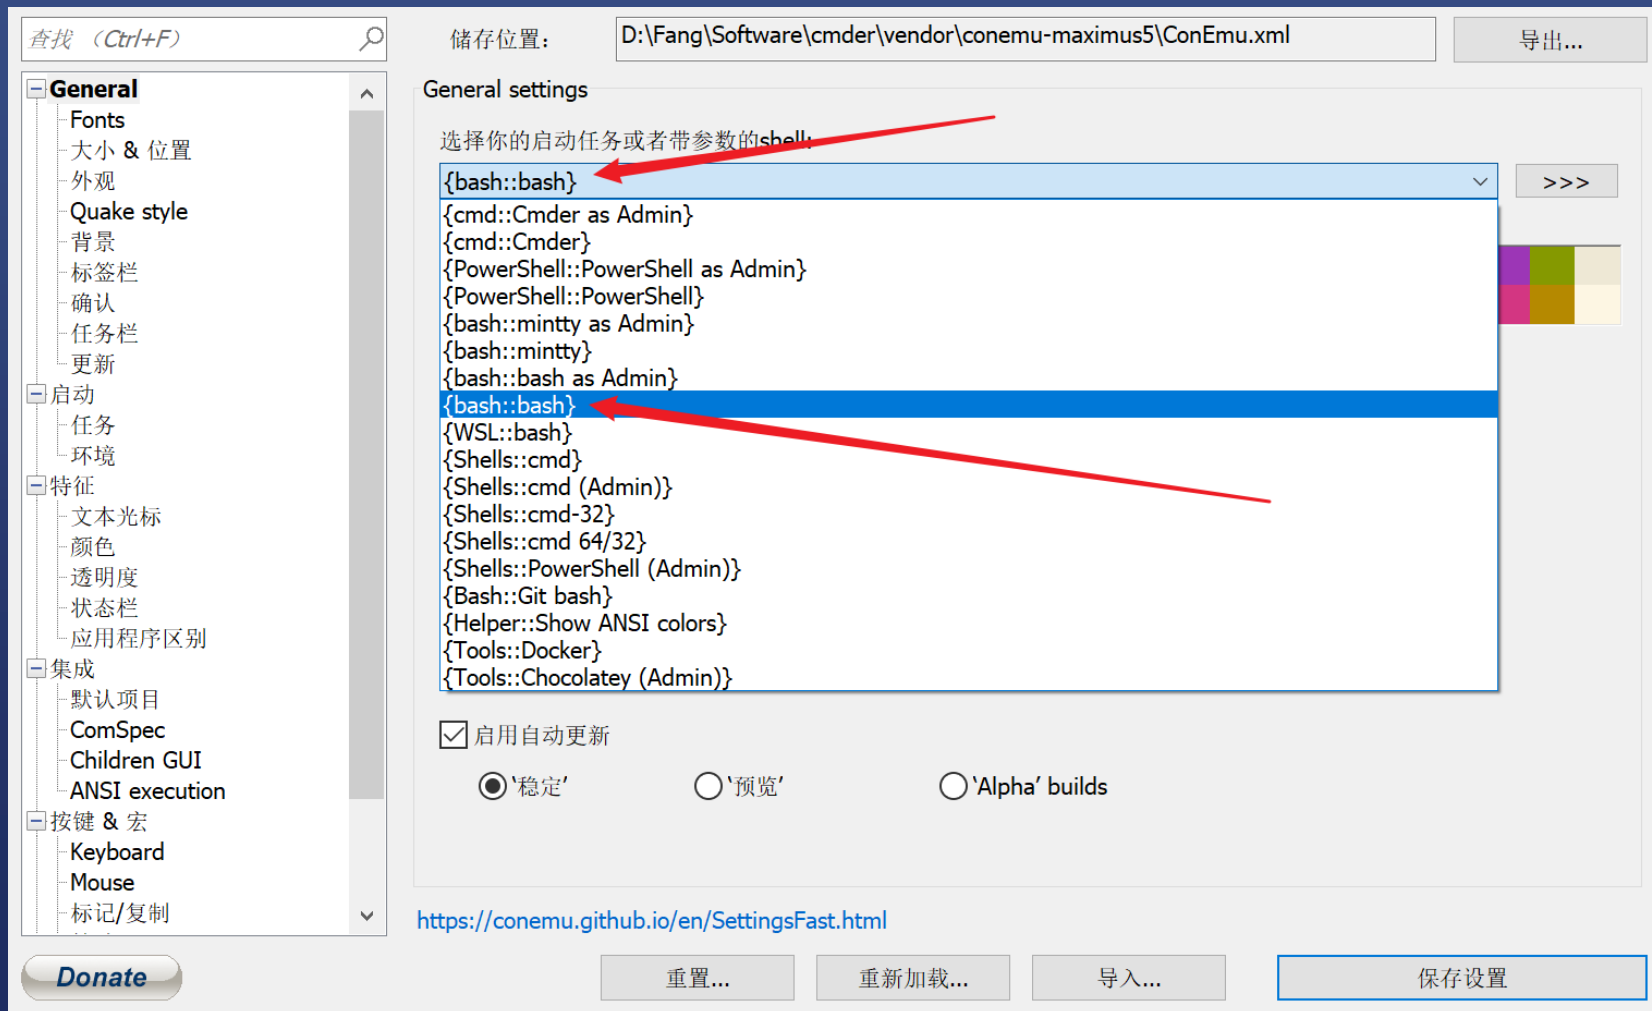 查找 （Ctrl+F）
储存位置：
D:\Fang\Software\cmder\vendor\conemu-maximus5\ConEmu.xml
导出...
General
Fonts
大小 & 位置
外观
Quake style
背景
标签栏
确认
任务栏
更新
启动
任务
环境
特征
文本光标
颜色
透明度
状态栏
应用程序区别
集成
默认项目
ComSpec
Children GUI
ANSI execution
按键 & 宏
Keyboard
Mouse
标记/复制
General settings
选择你的启动任务或者带参数的shell:
{bash::bash}
>>>
{cmd::Cmder as Admin}
{cmd::Cmder}
{PowerShell::PowerShell as Admin}
{PowerShell::PowerShell}
{bash::mintty as Admin}
{bash::mintty}
{bash::bash as Admin}
{bash::bash}
{WSL::bash}
{Shells::cmd}
{Shells::cmd (Admin)}
{Shells::cmd-32}
{Shells::cmd 64/32}
{Shells::PowerShell (Admin)}
{Bash::Git bash}
{Helper::Show ANSI colors}
{Tools::Docker}
{Tools::Chocolatey (Admin)}
启用自动更新
‘稳定’
‘预览’
‘Alpha’ builds
https://conemu.github.io/en/SettingsFast.html
Donate
重置...
重新加载...
导入...
保存设置